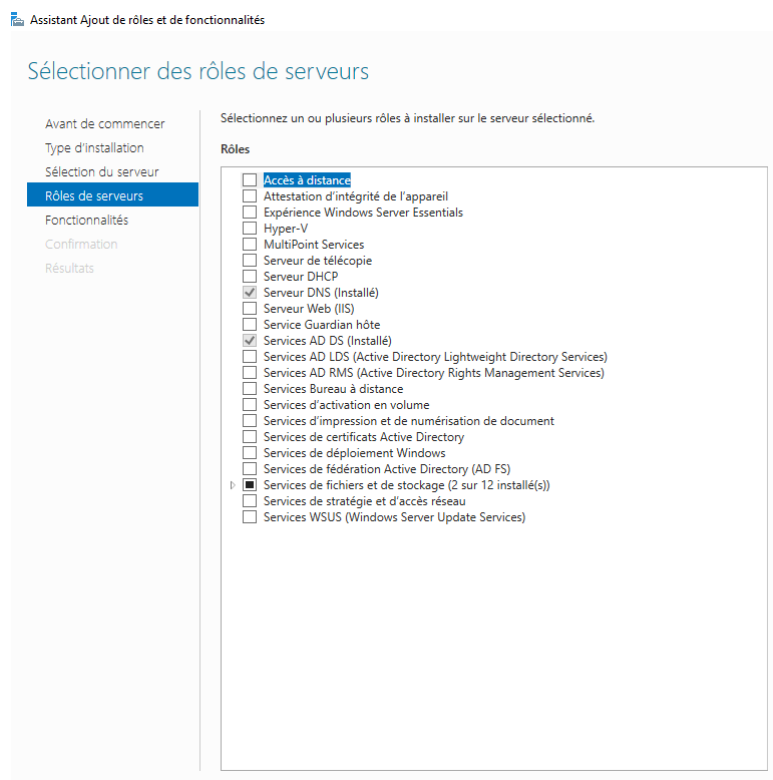 Assistant Ajout de rôles et de fonctionnalités
Sélectionner des rôles de serveurs
Avant de commencer
Type d'installation
Sélection du serveur
Rôles de serveurs
Fonctionnalités
Confirmation
Résultats
Sélectionnez un ou plusieurs rôles à installer sur le serveur sélectionné.
Rôles
Accès à distance
Attestation d'intégrité de l'appareil
Expérience Windows Server Essentials
Hyper-V
MultiPoint Services
Serveur de télécopie
Serveur DHCP
Serveur DNS (Installé)
Serveur Web (IIS)
Service Guardian hôte
Services AD DS (Installé)
Services AD LDS (Active Directory Lightweight Directory Services)
Services AD RMS (Active Directory Rights Management Services)
Services Bureau à distance
Services d'activation en volume
Services d'impression et de numérisation de document
Services de certificats Active Directory
Services de déploiement Windows
Services de fédération Active Directory (AD FS)
Services de fichiers et de stockage (2 sur 12 installé(s))
Services de stratégie et d'accès réseau
Services WSUS (Windows Server Update Services)